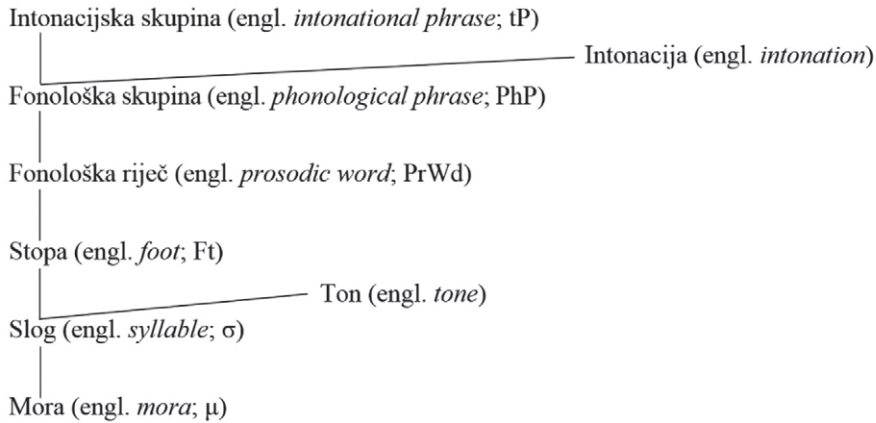 Intonacijska skupina (engl. intonational phrase; tP)
Intonacija (engl. intonation)
Fonološka skupina (engl. phonological phrase; PhP)
Fonološka riječ (engl. prosodic word; PrWd)
Stopa (engl. foot; Ft)
Ton (engl. tone)
Slog (engl. syllable; σ)
Mora (engl. mora; μ)